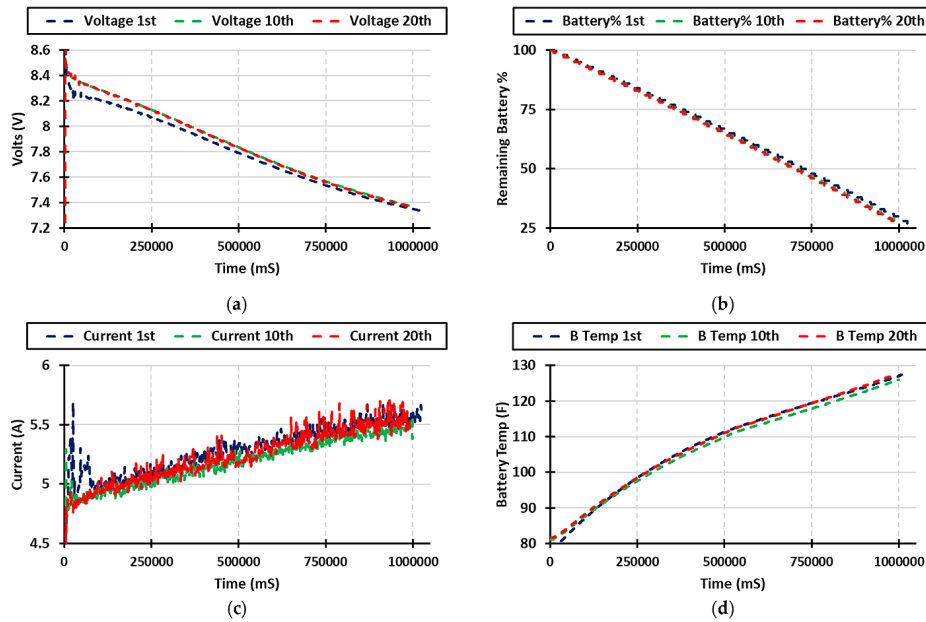 Voltage 1st Voltage 10th Voltage 20th
8.6
8.4
8.2
8
7.8
7.6
7.4
7.2
Volts (V)
0 250000 500000 750000 1000000
Time (mS)
(a)
Battery% 1st Battery% 10th Battery% 20th
100
75
50
25
Remaining Battery %
0 250000 500000 750000 1000000
Time (mS)
(b)
Current 1st Current 10th Current 20th
6
5.5
5
4.5
Current (A)
0 250000 500000 750000 1000000
Time (mS)
(c)
B Temp 1st B Temp 10th B Temp 20th
130
120
110
100
90
80
Battery Temp (F)
0 250000 500000 750000 1000000
Time (mS)
(d)